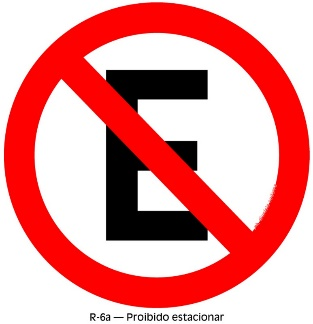 E
R-6a — Proibido estacionar